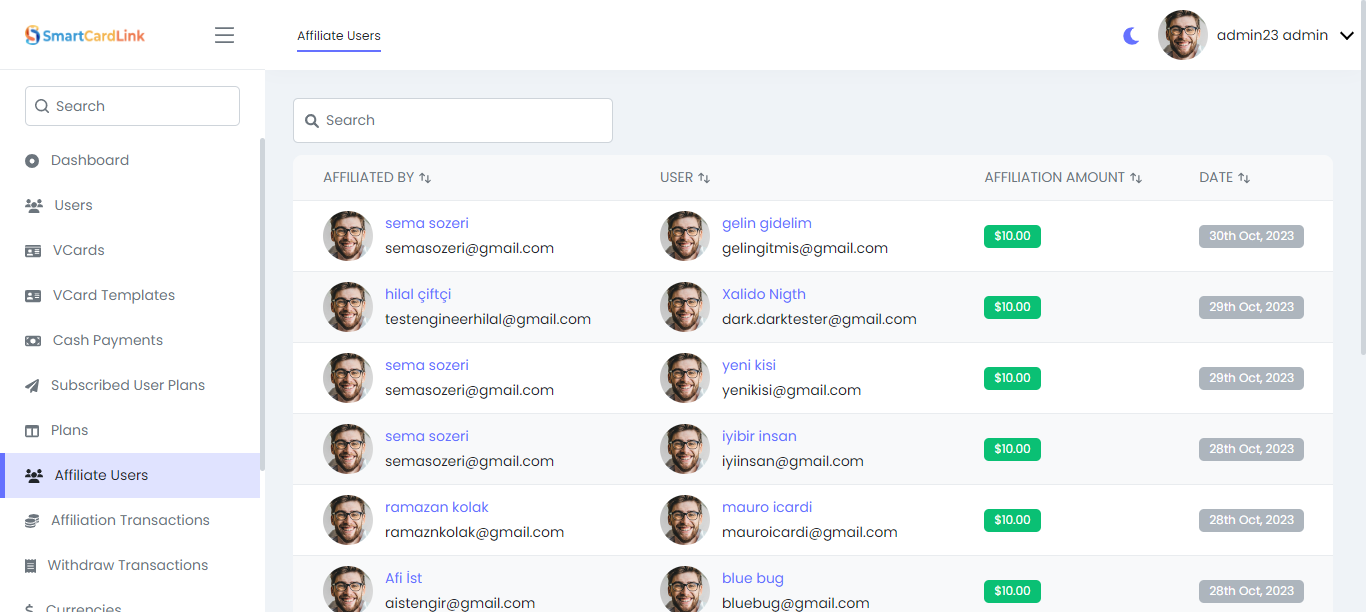 SmartCardLink
Affiliate Users
admin23 admin
Search
Dashboard
Users
VCards
VCard Templates
Cash Payments
Subscribed User Plans
Plans
Affiliate Users
Affiliation Transactions
Withdraw Transactions
Currencies
Search
AFFILIATED BY USER AFFILIATION AMOUNT DATE
sema sozeri gelin gidelim
semasozeri@gmail.com gelingitmis@gmail.com
$10.00 30th Oct, 2023
hilal çiftçi Xalido Nigth
testengineerhilal@gmail.com dark.darktester@gmail.com
$10.00 29th Oct, 2023
sema sozeri yeni kisi
semasozeri@gmail.com yenikisi@gmail.com
$10.00 29th Oct, 2023
sema sozeri iyibir insan
semasozeri@gmail.com iyiinsan@gmail.com
$10.00 28th Oct, 2023
ramazan kolak mauro icardi
ramaznkolak@gmail.com mauroicardi@gmail.com
$10.00 28th Oct, 2023
Afi İst blue bug
aistengir@gmail.com bluebug@gmail.com
$10.00 28th Oct, 2023